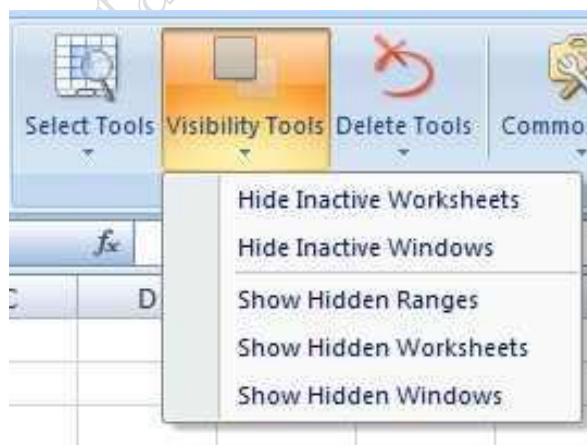 Select Tools Visibility Tools Delete Tools
Hide Inactive Worksheets
Hide Inactive Windows
fx
D
Show Hidden Ranges
Show Hidden Worksheets
Show Hidden Windows